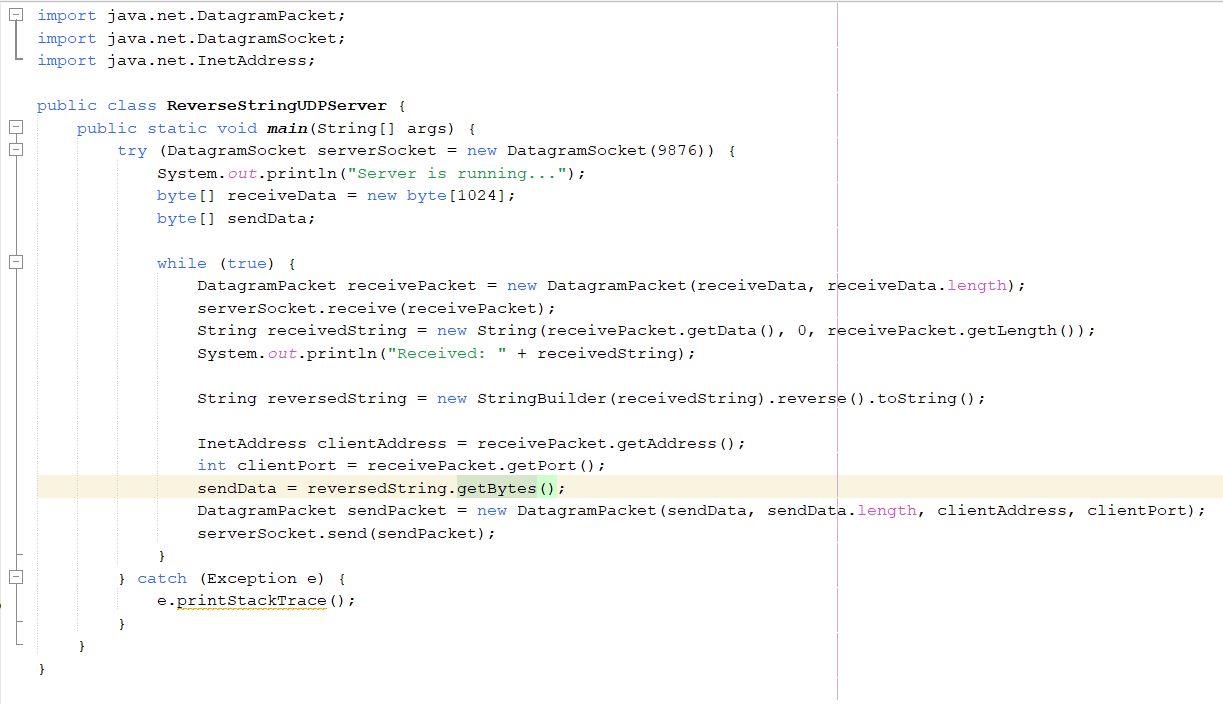 import java.net.DatagramPacket;
import java.net.DatagramSocket;
import java.net.InetAddress;

public class ReverseStringUDPServer {
    public static void main(String[] args) {
        try (DatagramSocket serverSocket = new DatagramSocket(9876)) {
            System.out.println("Server is running...");
            byte[] receiveData = new byte[1024];
            byte[] sendData;

            while (true) {
                DatagramPacket receivePacket = new DatagramPacket(receiveData, receiveData.length);
                serverSocket.receive(receivePacket);
                String receivedString = new String(receivePacket.getData(), 0, receivePacket.getLength());
                System.out.println("Received: " + receivedString);

                String reversedString = new StringBuilder(receivedString).reverse().toString();

                InetAddress clientAddress = receivePacket.getAddress();
                int clientPort = receivePacket.getPort();
                sendData = reversedString.getBytes();
                DatagramPacket sendPacket = new DatagramPacket(sendData, sendData.length, clientAddress, clientPort);
                serverSocket.send(sendPacket);
            }
        } catch (Exception e) {
            e.printStackTrace();
        }
    }
}